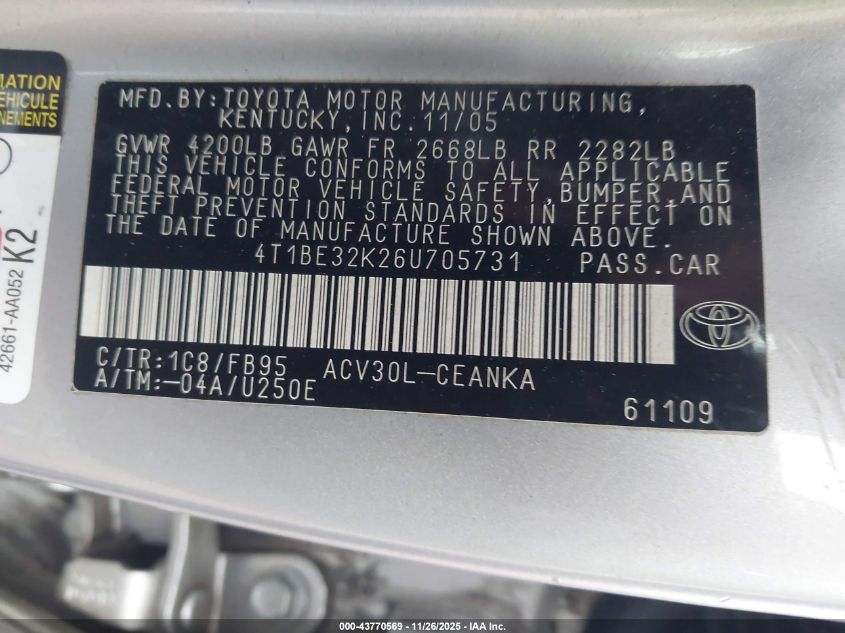 MATION
EHICULE
NEMENTS
K2
42661-AA052
MFD.BY:TOYOTA MOTOR MANUFACTURING,
KENTUCKY,INC.11/05
GVWR 4200LB GAWR FR 2668LB RR 2282LB
THIS VEHICLE CONFORMS TO ALL APPLICABLE
FEDERAL MOTOR VEHICLE SAFETY,BUMPER,AND
THEFT PREVENTION STANDARDS IN EFFECT ON
THE DATE OF MANUFACTURE SHOWN ABOVE.
4T1BE32K26U705731 PASS.CAR
C/TR:1C8/FB95 ACV30L-CEANKA
A/TM:-04A/U250E
61109
000-43770569 | 11/26/2025 - IAA Inc.